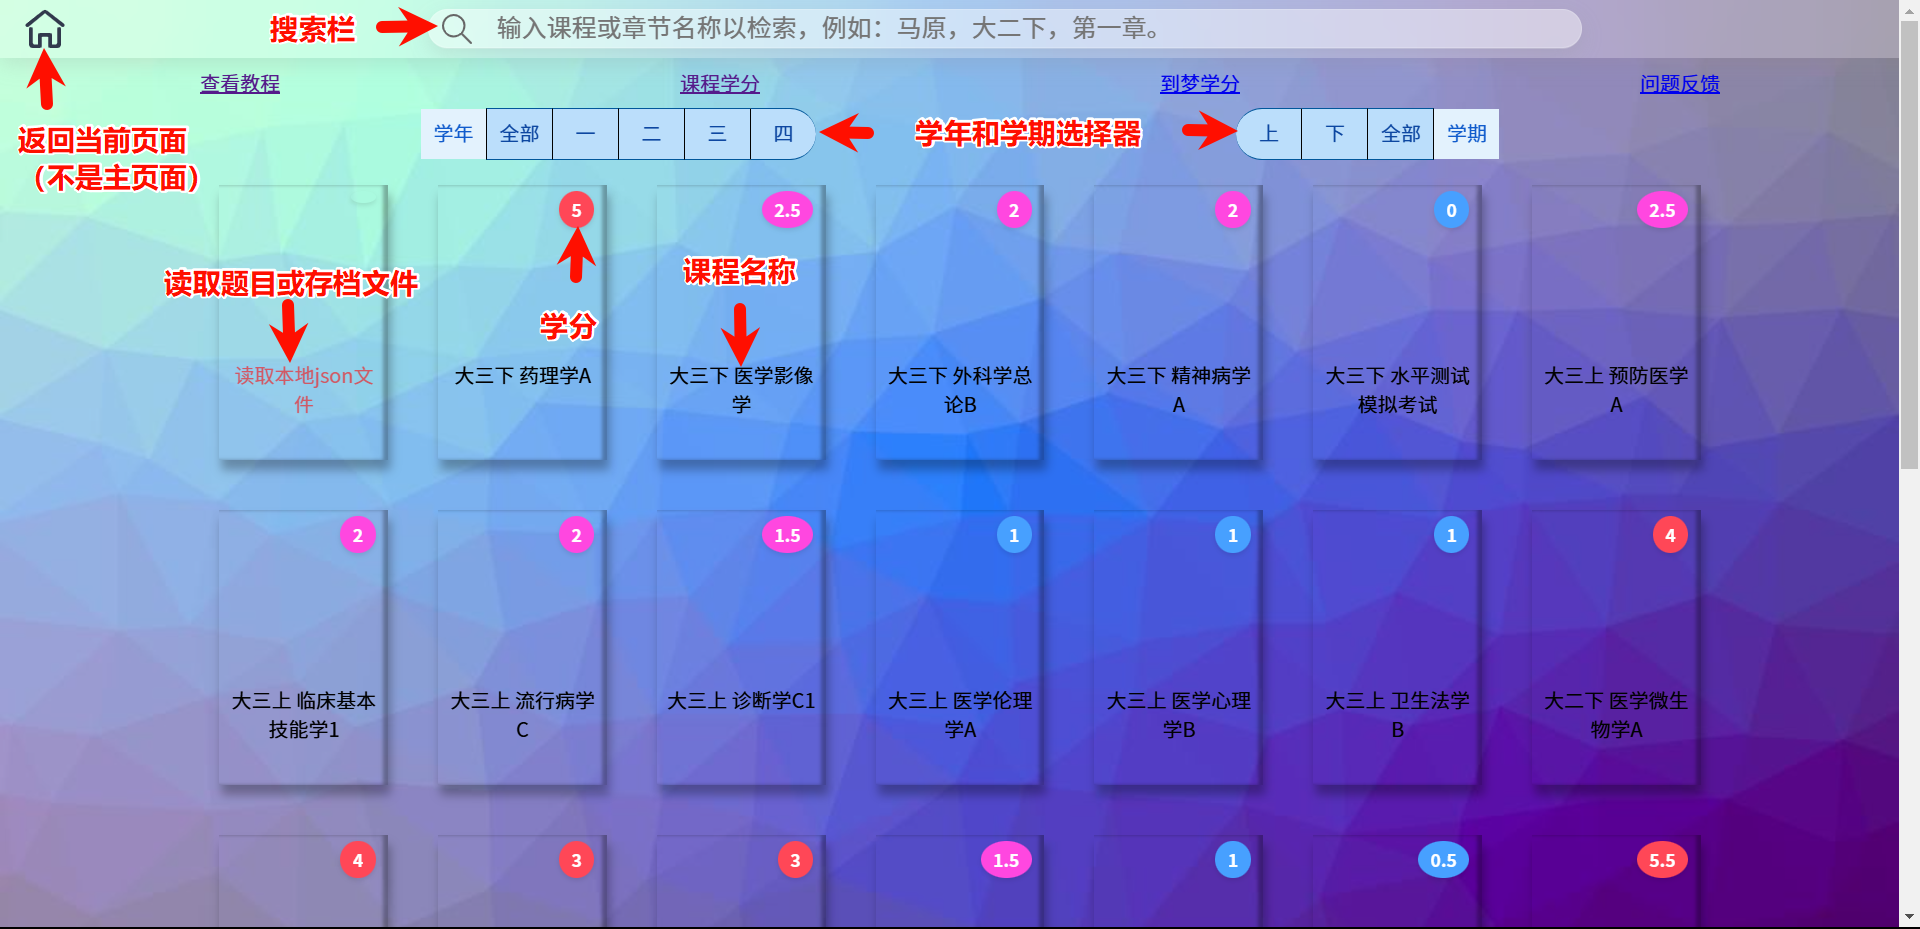 搜索栏
输入课程或章节名称以检索，例如：马原，大二下，第一章。
查看教程
课程学分
到梦学分
问题反馈
返回当前页面
（不是主页面）
学年 全部 一 二 三 四
学年和学期选择器
上 下 全部 学期
5
2.5
2
2
0
2.5
读取题目或存档文件
学分
课程名称
读取本地json文
件
大三下 药理学A
大三下 医学影像
学
大三下 外科学总
论B
大三下 精神病学
A
大三下 水平测试
模拟考试
大三上 预防医学
A
2
2
1.5
1
1
1
4
大三上 临床基本
技能学1
大三上 流行病学
C
大三上 诊断学C1
大三上 医学伦理
学A
大三上 医学心理
学B
大三上 卫生法学
B
大二下 医学微生
物学A
4
3
3
1.5
1
0.5
5.5